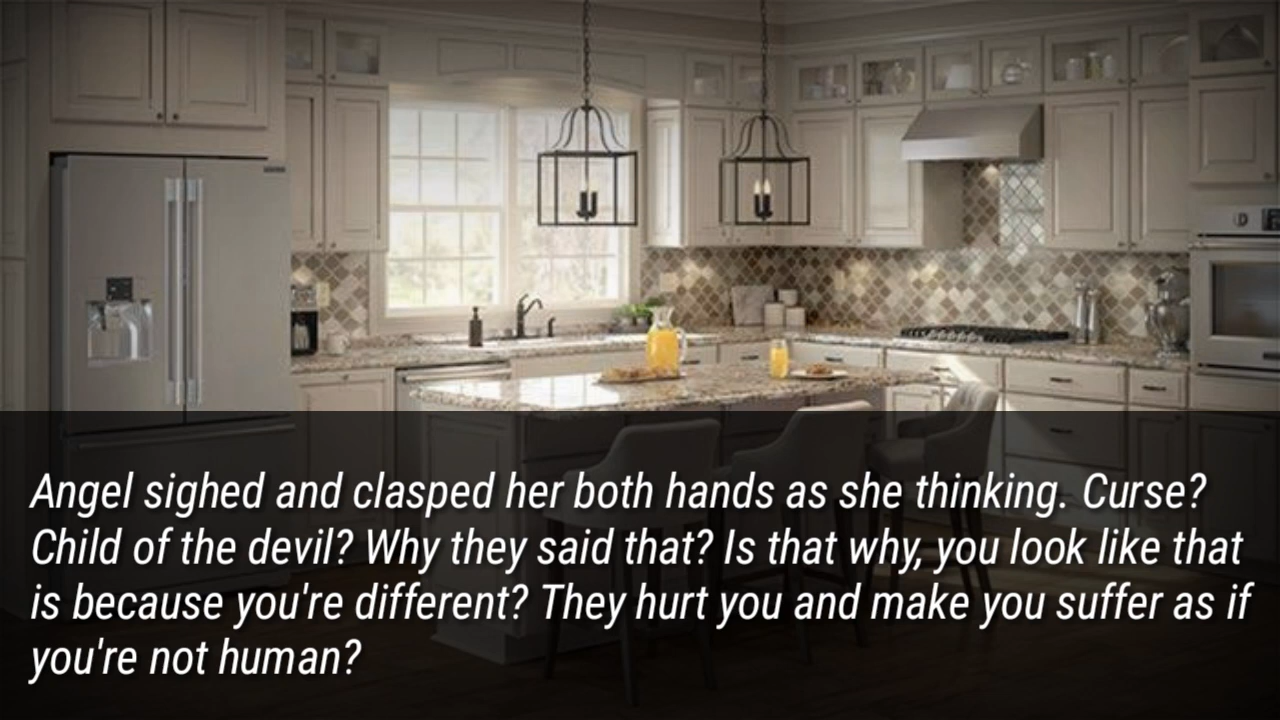 Angel sighed and clasped her both hands as she thinking. Curse?
Child of the devil? Why they said that? Is that why, you look like that
is because you're different? They hurt you and make you suffer as if
you're not human?